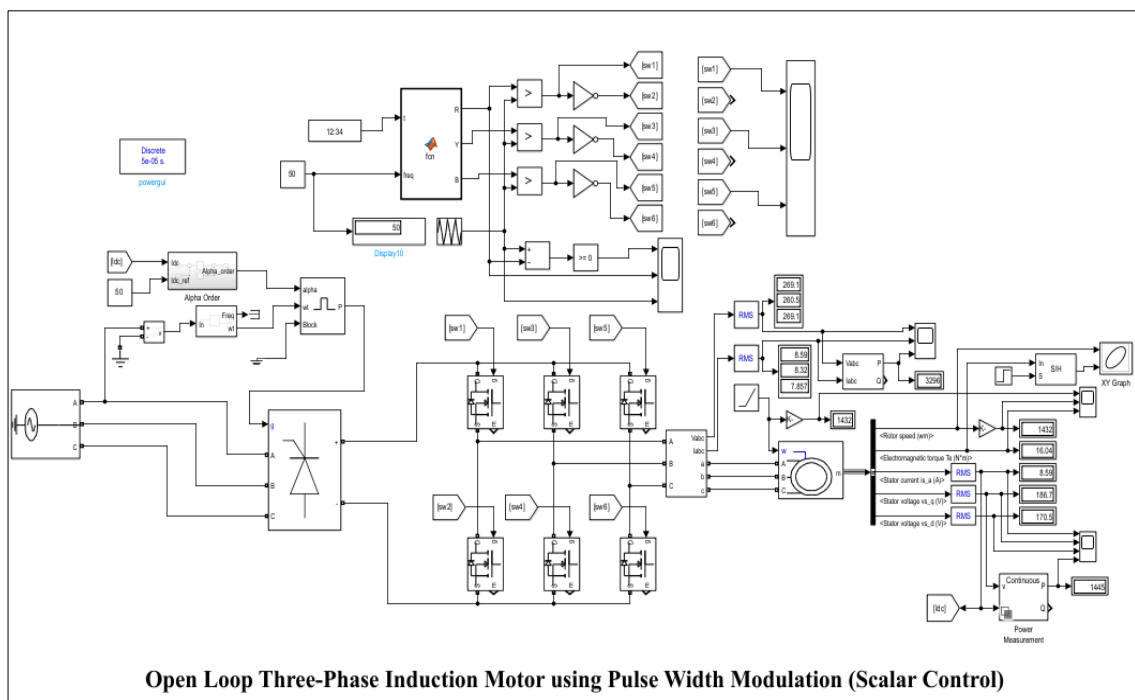 [sw1]
[sw2]
[sw3]
[sw4]
[sw5]
[sw6]
[sw1]
[sw2]
[sw3]
[sw4]
[sw5]
[sw6]
>
>
>
R
Y
B
t
freq
fcn
12:34
50
50
Display10
Discrete
5e-05 s.
powergui
+
-
>= 0
[Idc]
50
Idc
Idc_ref
Alpha_order
Alpha Order
alpha
wt
Block
P
In
Freq
wt
+
-
v
A
B
C
g
A
B
C
+
-
[sw1]
[sw3]
[sw5]
[sw2]
[sw4]
[sw6]
g
E
g
E
g
E
g
E
g
E
g
E
A
B
C
Vabc
Iabc
a
b
c
RMS
RMS
269.1
260.5
269.1
8.59
8.32
7.857
Vabc
Iabc
P
Q
3296
K-
1432
w
A
B
C
m
In
S
S/H
XY Graph
K-
<Rotor speed (wm)>
<Electromagnetic torque Te (N*m)>
<Stator current is_a (A)>
<Stator voltage vs_q (V)>
<Stator voltage vs_d (V)>
RMS
RMS
RMS
1432
16.04
8.59
186.7
170.5
[Idc]
Continuous
v
I
P
Q
1445
Power
Measurement
Open Loop Three-Phase Induction Motor using Pulse Width Modulation (Scalar Control)